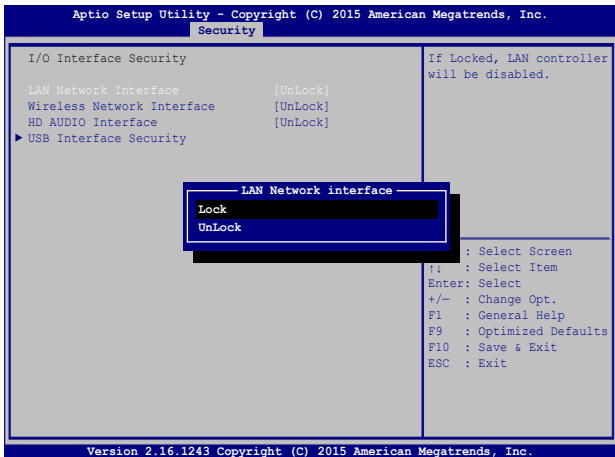 Aptio Setup Utility - Copyright (C) 2015 American Megatrends, Inc.
Security
I/O Interface Security
LAN Network Interface [UnLock]
Wireless Network Interface [UnLock]
HD AUDIO Interface [UnLock]
► USB Interface Security
If Locked, LAN controller
will be disabled.
LAN Network interface
Lock
UnLock
: Select Screen
↑↓ : Select Item
Enter: Select
+/— : Change Opt.
F1 : General Help
F9 : Optimized Defaults
F10 : Save & Exit
ESC : Exit
Version 2.16.1243 Copyright (C) 2015 American Megatrends, Inc.